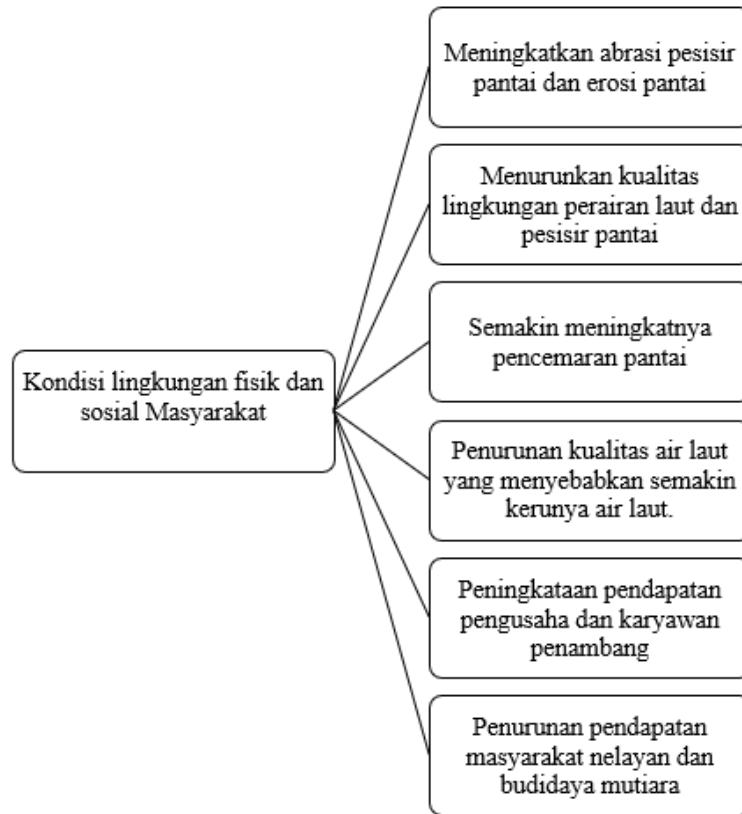 Meningkatkan abrasi pesisir
pantai dan erosi pantai
Menurunkan kualitas
lingkungan perairan laut dan
pesisir pantai
Semakin meningkatnya
pencemaran pantai
Kondisi lingkungan fisik dan
sosial Masyarakat
Penurunan kualitas air laut
yang menyebabkan semakin
kerunya air laut.
Peningkataan pendapatan
pengusaha dan karyawan
penambang
Penurunan pendapatan
masyarakat nelayan dan
budidaya mutiara